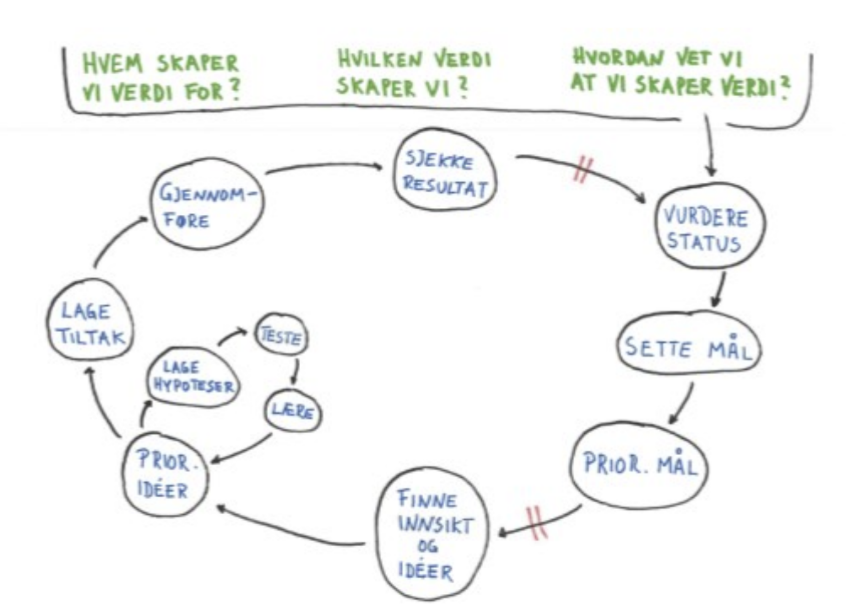 HVEM SKAPER
VI VERDI FOR?
HVILKEN VERDI
SKAPER VI?
HVORDAN VET VI
AT VI SKAPER VERDI?
SJEKKE
RESULTAT
VURDERE
STATUS
SETTE MÅL
PRIOR. MÅL
FINNE
INNSIKT
OG
IDÉER
PRIOR.
IDÉER
LAGE
HYPOTESER
TESTE
LÆRE
LAGE
TILTAK
GJENNOM-
FØRE